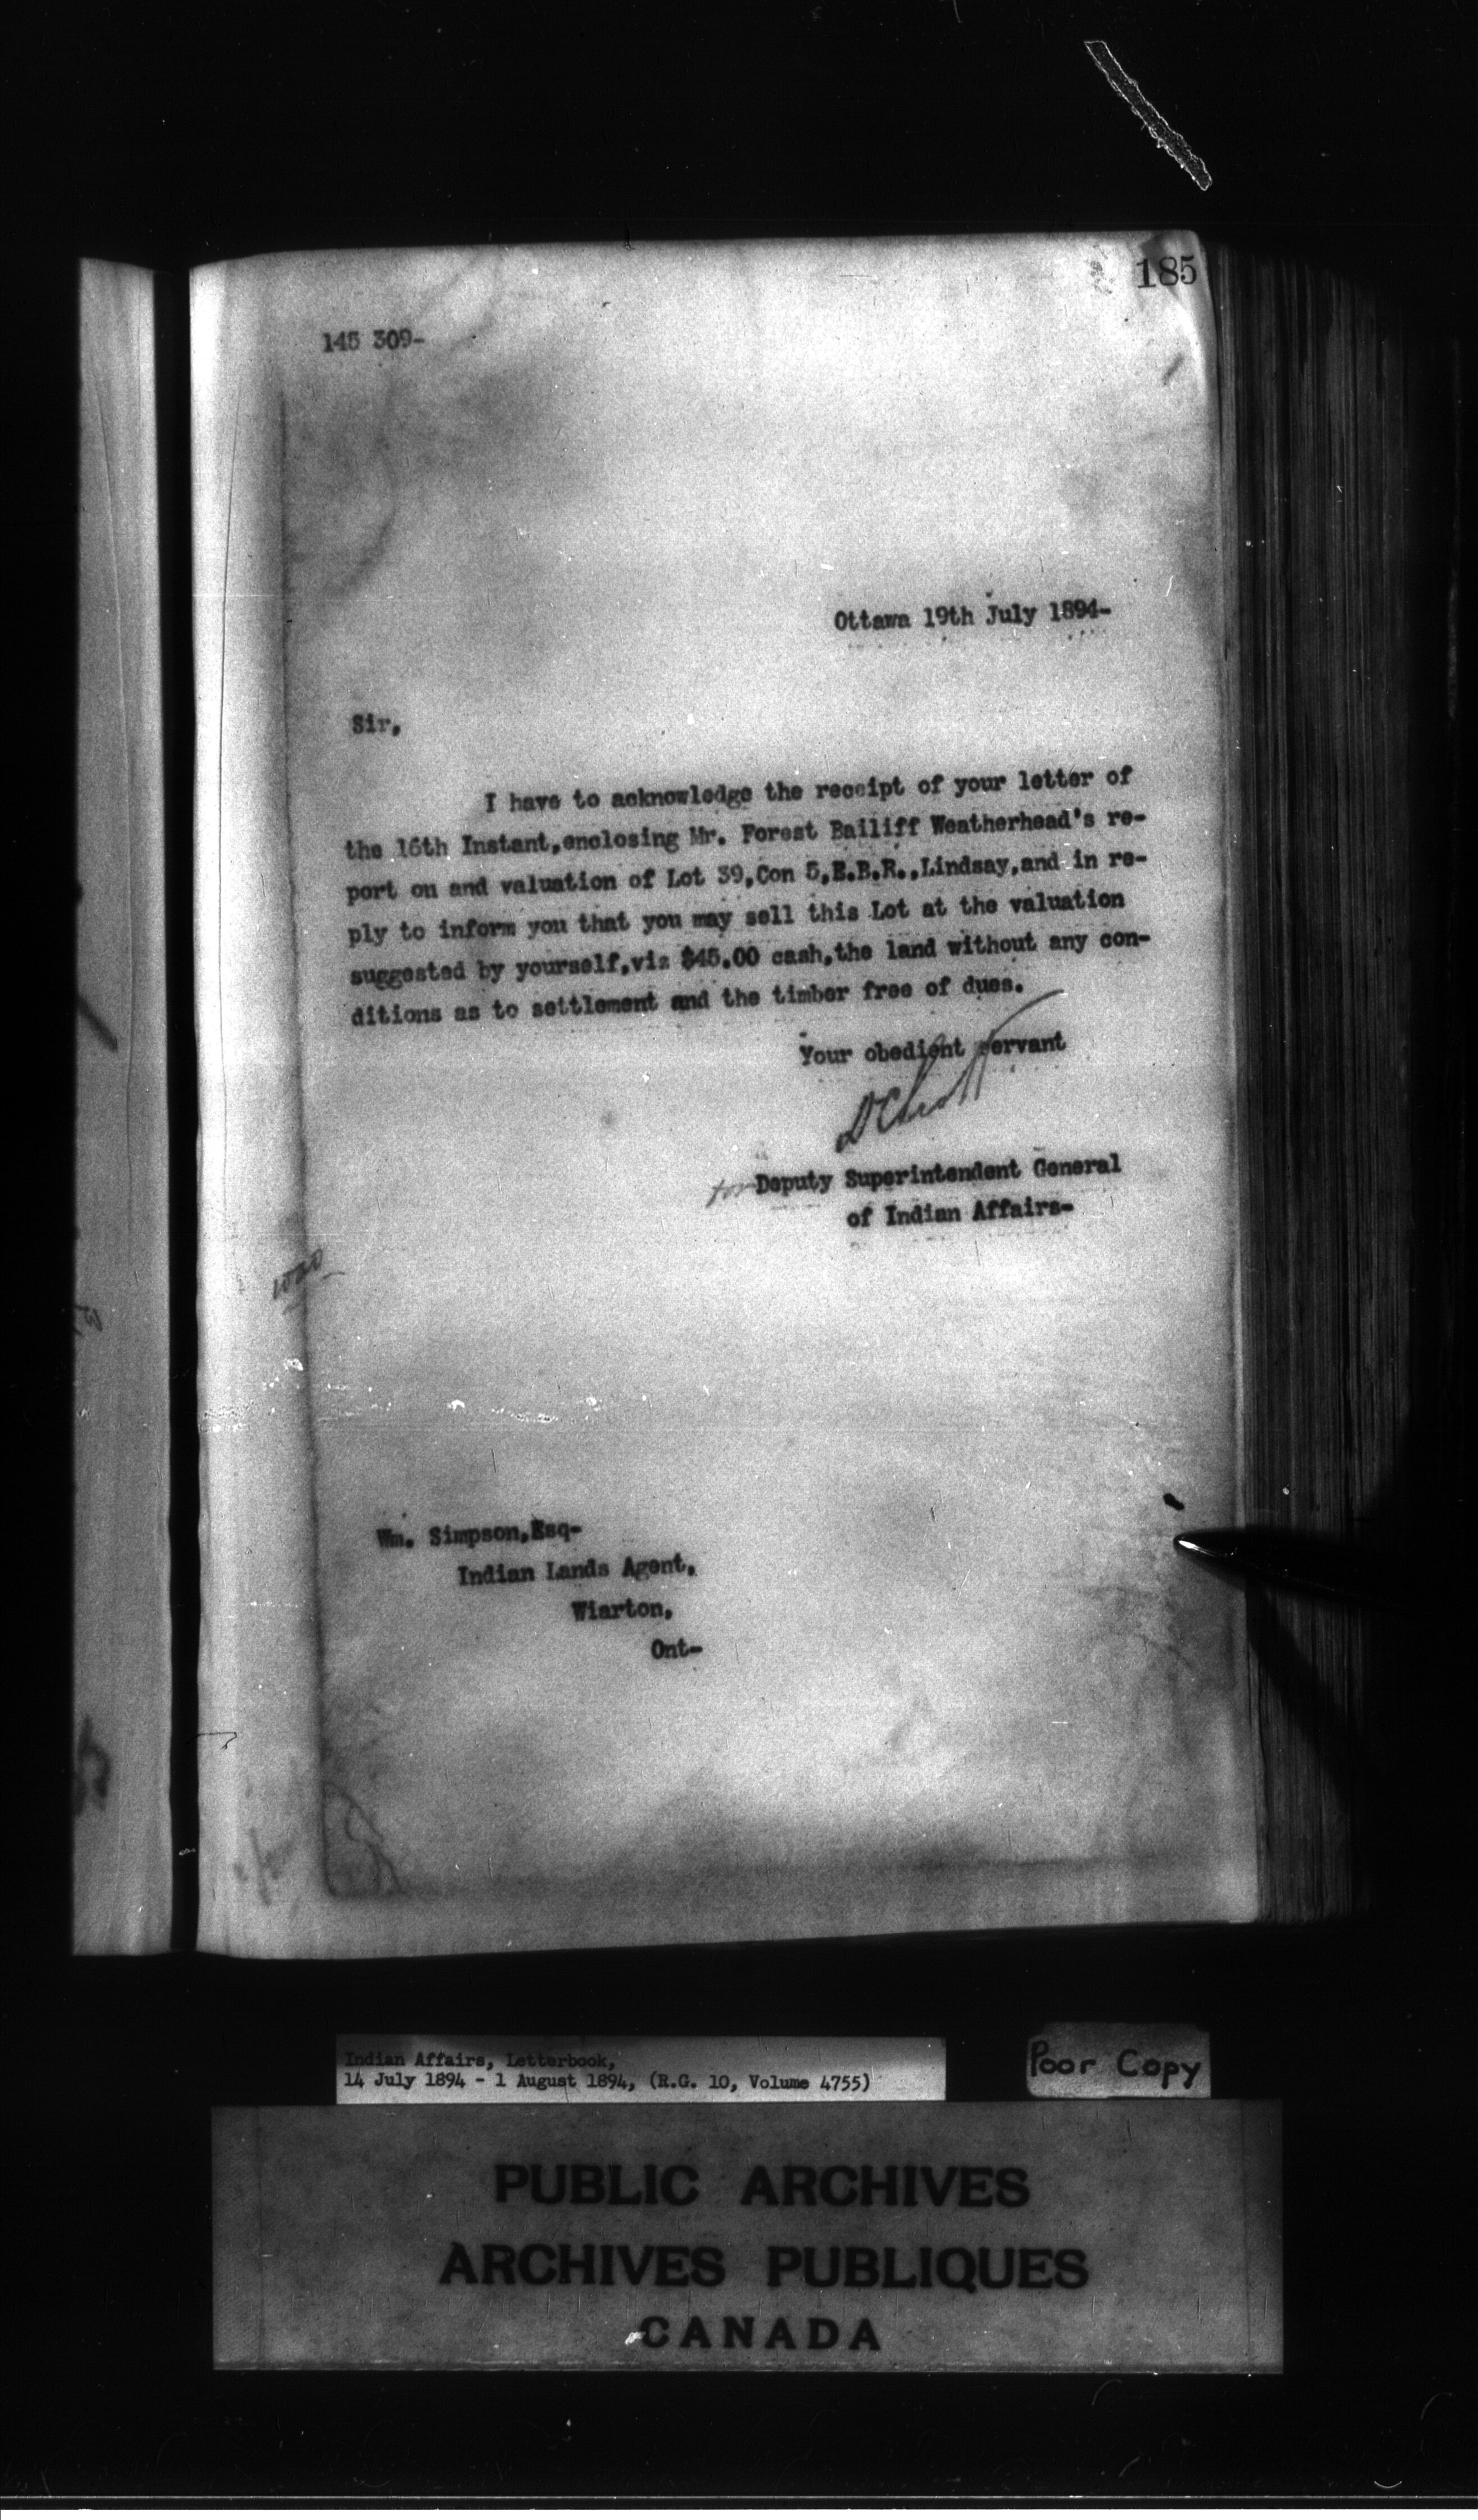 185
145 309-
Ottawa 19th July 1894-
Sir,
I have to acknowledge the receipt of your letter of
the 16th Instant,enclosing Mr. Forest Bailiff Weatherhead's re-
port on and valuation of Lot 39,Con 5,E.B.R.,Lindsay,and in re-
ply to inform you that you may sell this Lot at the valuation
suggested by yourself,viz $45.00 cash,the land without any con-
ditions as to settlement and the timber free of dues.
Your obedient servant
D C Scott
for Deputy Superintendent General
of Indian Affairs-
Wm. Simpson,Esq-
Indian Lands Agent,
Wiarton,
Ont-
Indian Affairs, Letterbook,
14 July 1894 - 1 August 1894, (R.G. 10, Volume 4755)
Poor Copy
PUBLIC ARCHIVES
ARCHIVES PUBLIQUES
CANADA